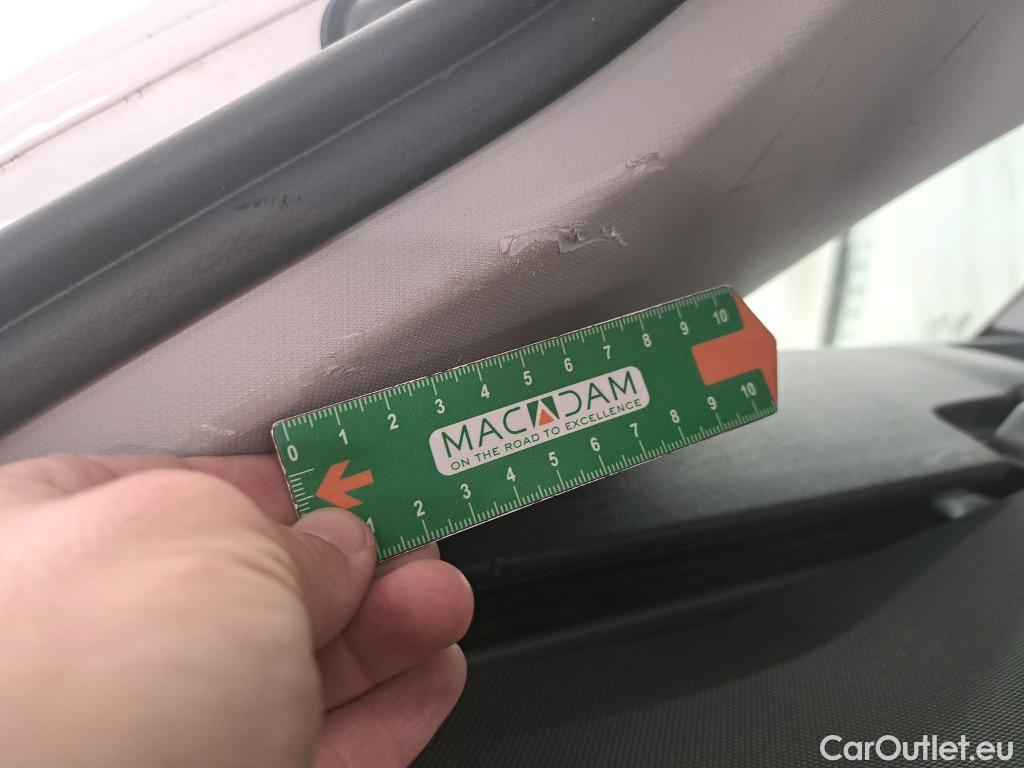 0 1 2 3 4 5 6 7 8 9 10
MACADAM
ON THE ROAD TO EXCELLENCE
1 2 3 4 5 6 7 8 9 10
CarOutlet.eu